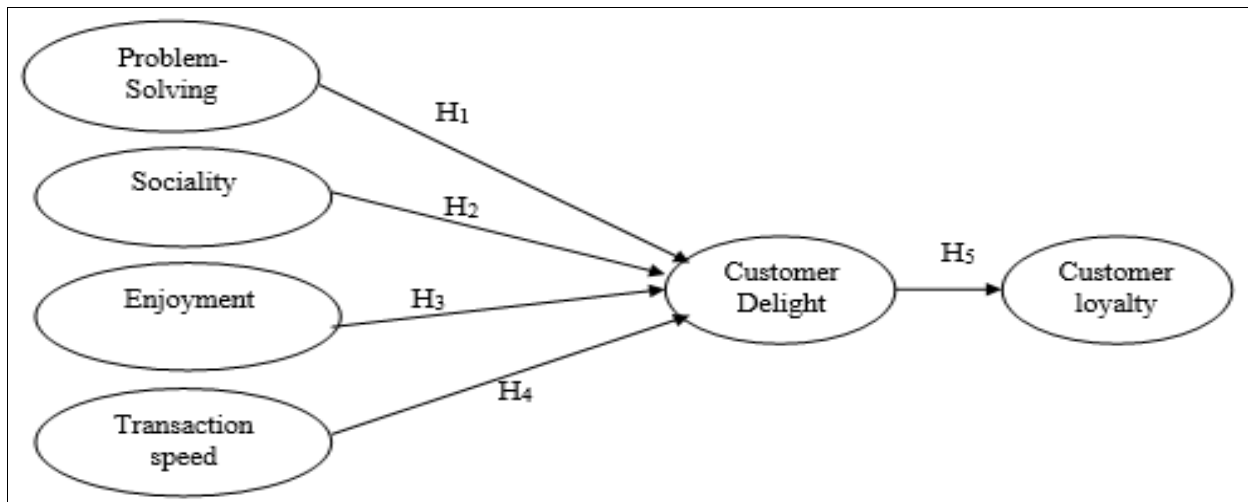 Problem-
Solving
H₁
Sociality
H₂
Enjoyment
H₃
Transaction
speed
H₄
Customer
Delight
H₅
Customer
loyalty